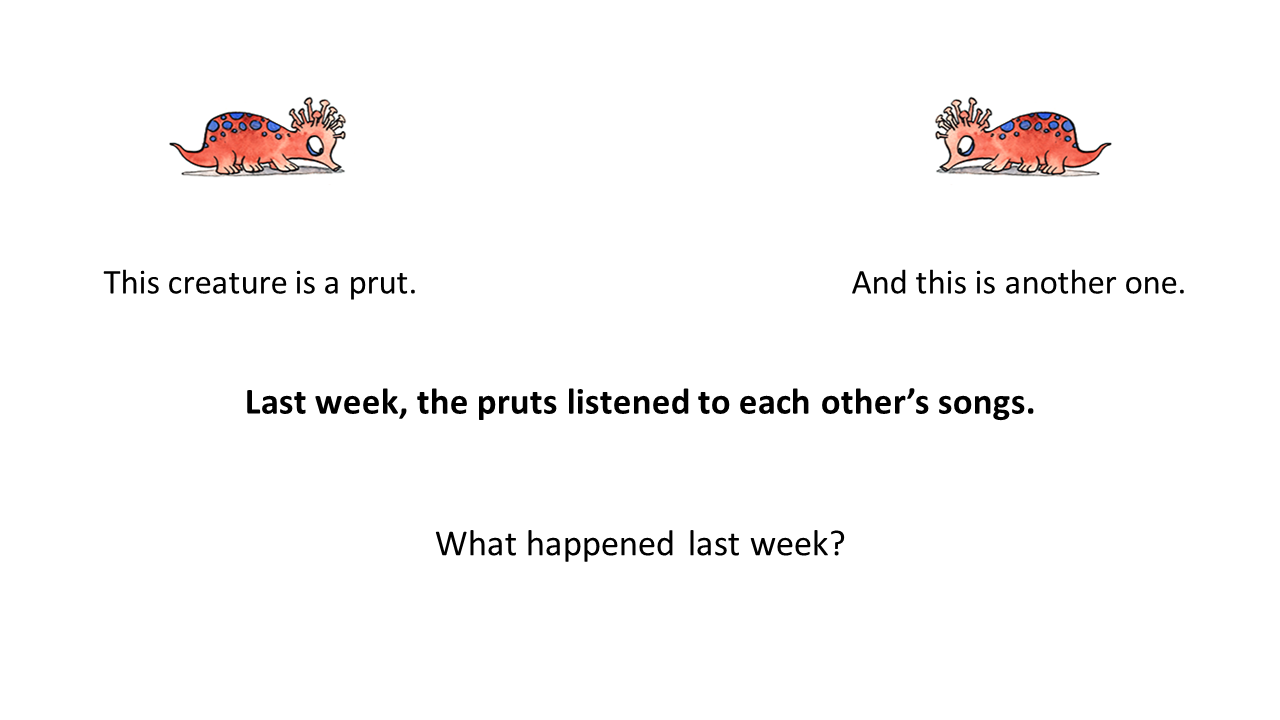 This creature is a prut.
And this is another one.
Last week, the pruts listened to each other’s songs.
What happened last week?